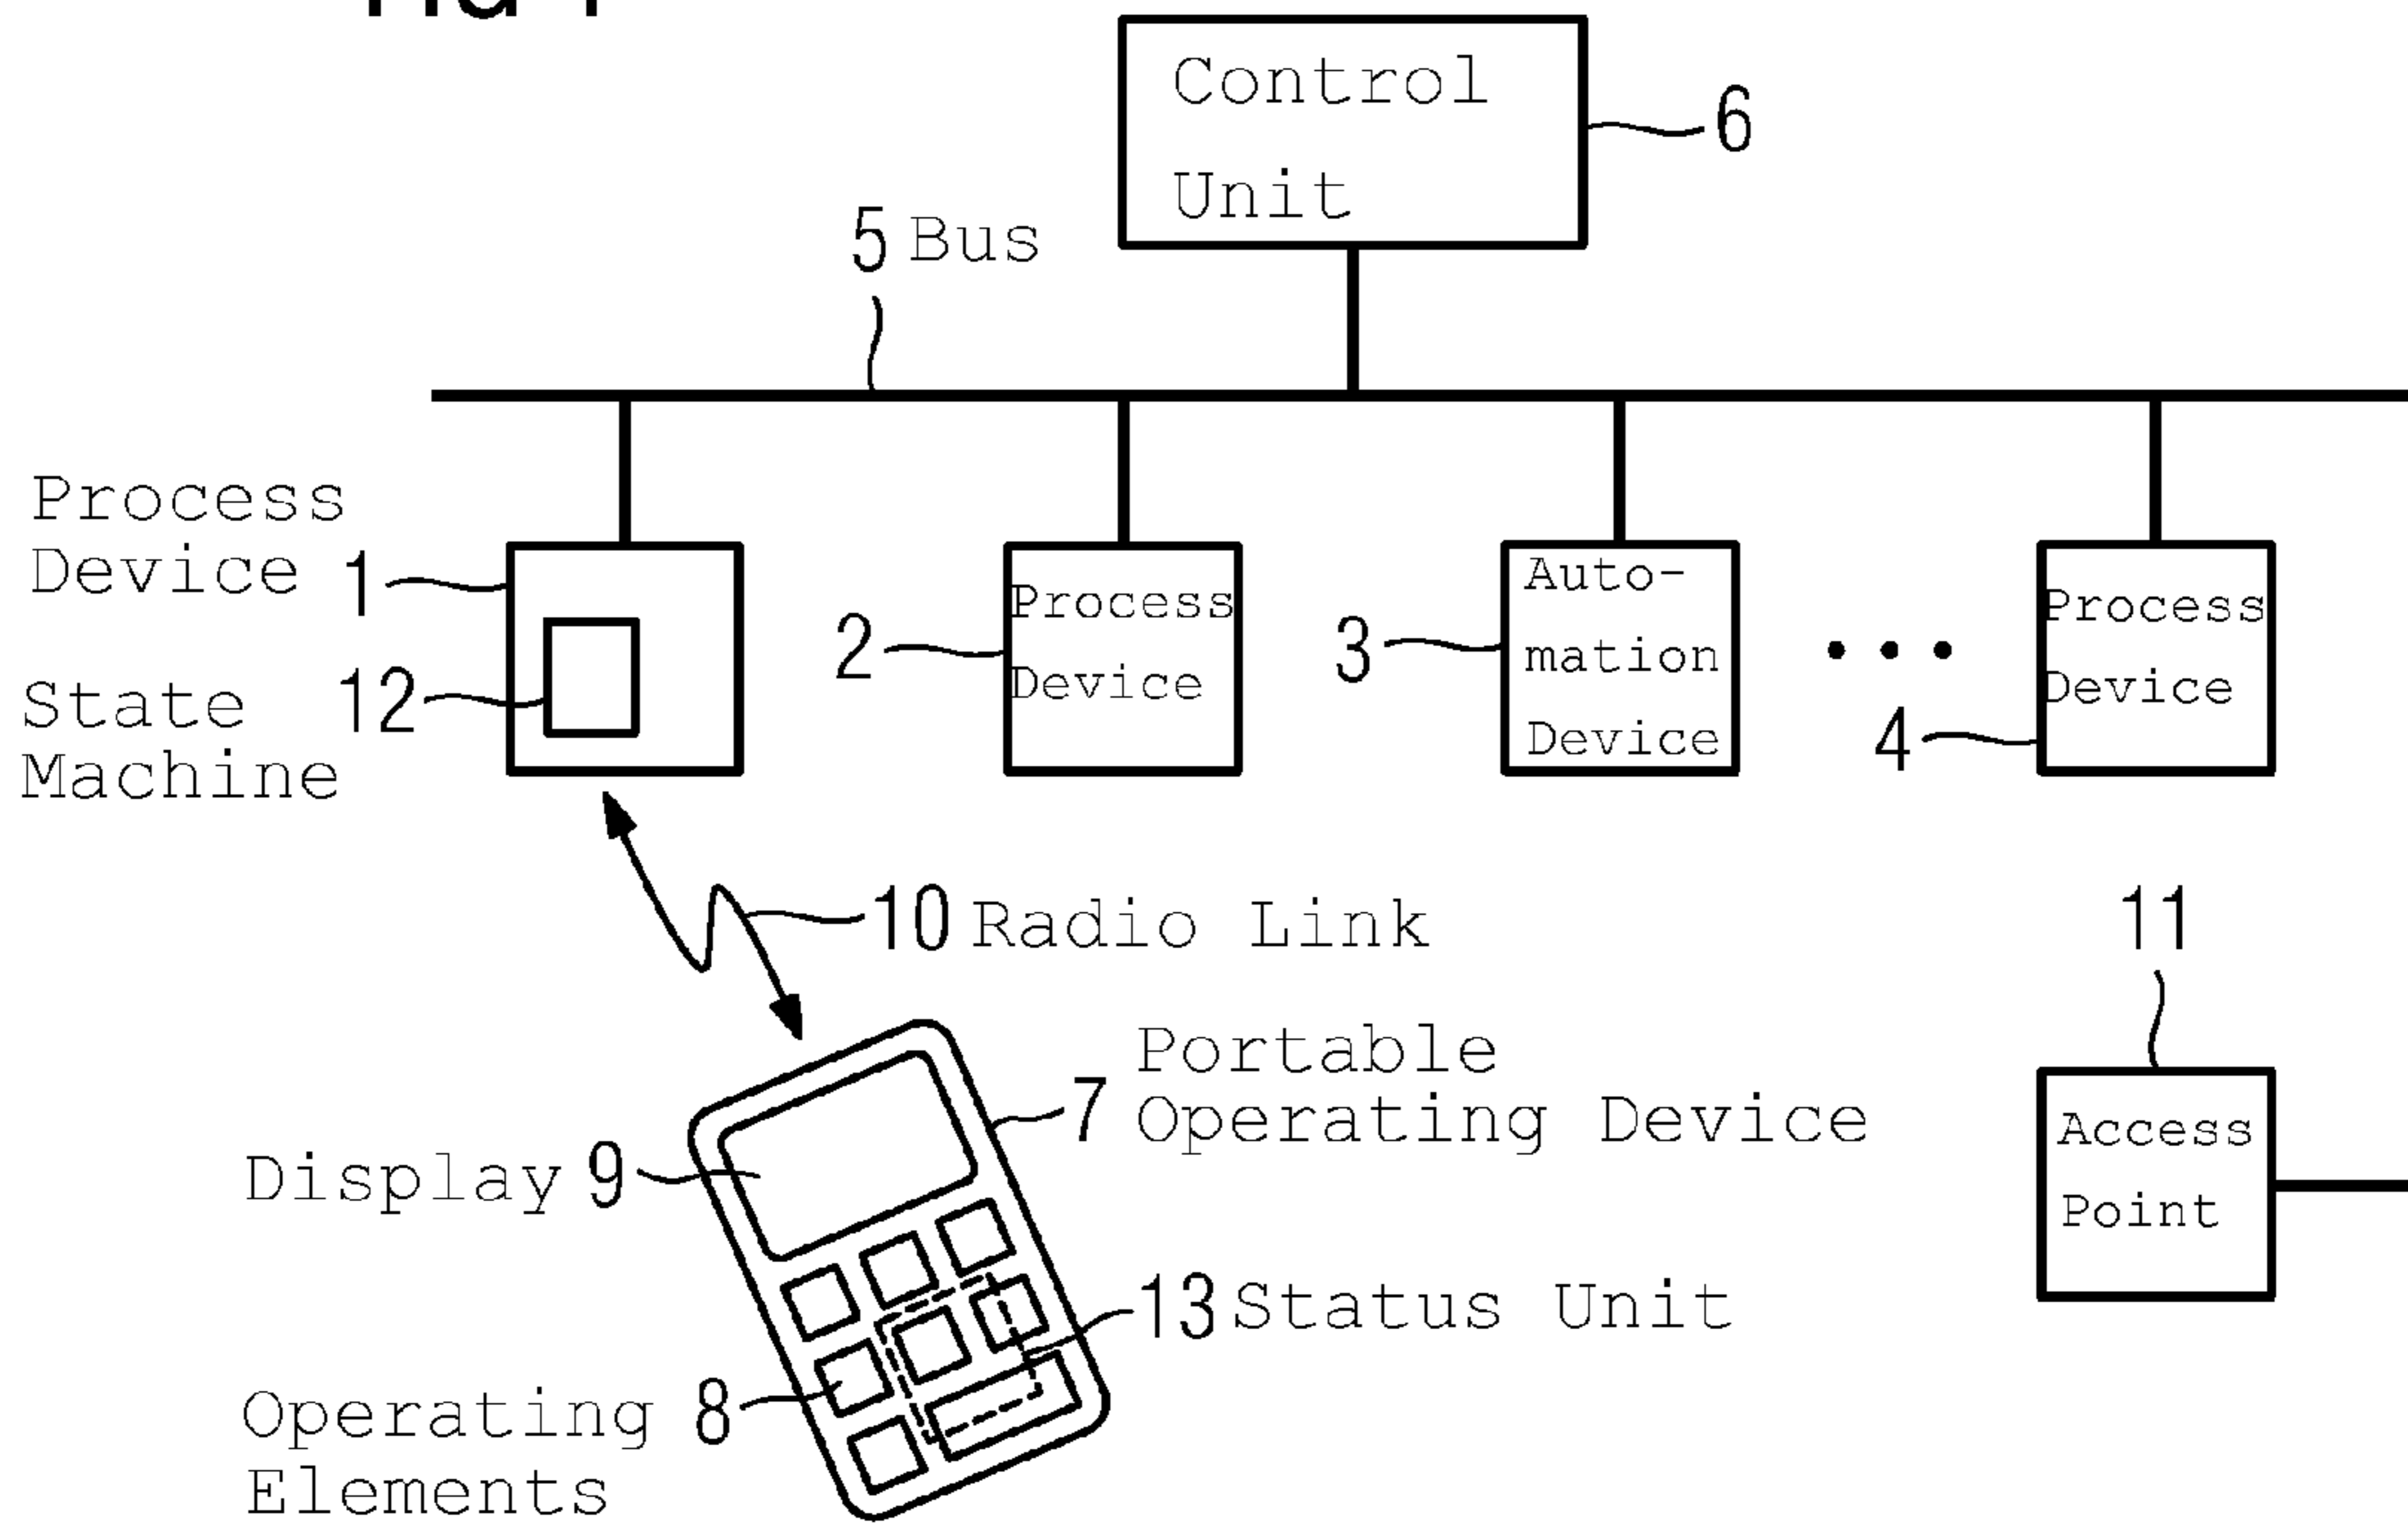 Control
Unit
6
5 Bus
Process
Device 1
State
Machine
12
2
Process
Device
3
Auto-
mation
Device
4
Process
Device
10 Radio Link
11
Access
Point
7 Portable
Operating Device
Display 9
13 Status Unit
Operating
Elements
8